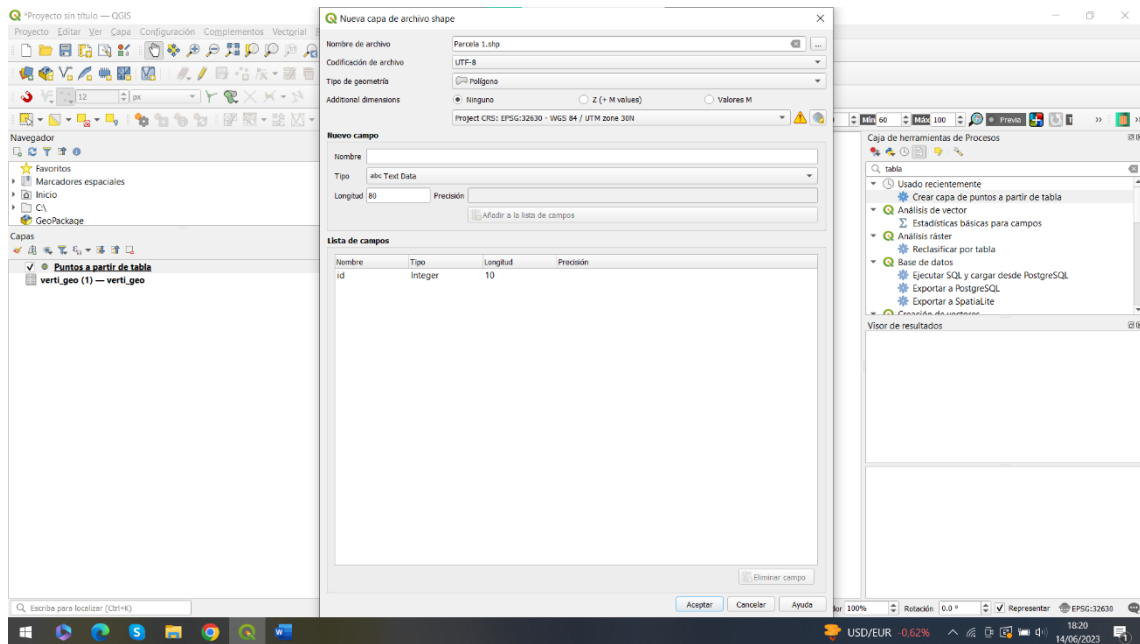 *Proyecto sin título — QGIS
Proyecto Editar Ver Capa Configuración Complementos Vectorial
12 px
Navegador
Favoritos
Marcadores espaciales
Inicio
C:\
GeoPackage
Capas
Puntos a partir de tabla
verti_geo (1) — verti_geo
Escriba para localizar (Ctrl+K)
Nueva capa de archivo shape
Nombre de archivo Parcela 1.shp ...
Codificación de archivo UTF-8
Tipo de geometría Polígono
Additional dimensions Ninguno Z (+ M values) Valores M
Project CRS: EPSG:32630 - WGS 84 / UTM zone 30N
Nuevo campo
Nombre
Tipo abc Text Data
Longitud 80 Precisión
Añadir a la lista de campos
Lista de campos
Nombre Tipo Longitud Precisión
id Integer 10
Eliminar campo
Aceptar Cancelar Ayuda
Mín 60 Máx 100 Previa
Caja de herramientas de Procesos
tabla
Usado recientemente
Crear capa de puntos a partir de tabla
Análisis de vector
Estadísticas básicas para campos
Análisis ráster
Reclasificar por tabla
Base de datos
Ejecutar SQL y cargar desde PostgreSQL
Exportar a PostgreSQL
Exportar a SpatiaLite
Creación de vectores
Visor de resultados
100% Rotación 0.0 ° Representar EPSG:32630
USD/EUR -0,62%
18:20
14/06/2023